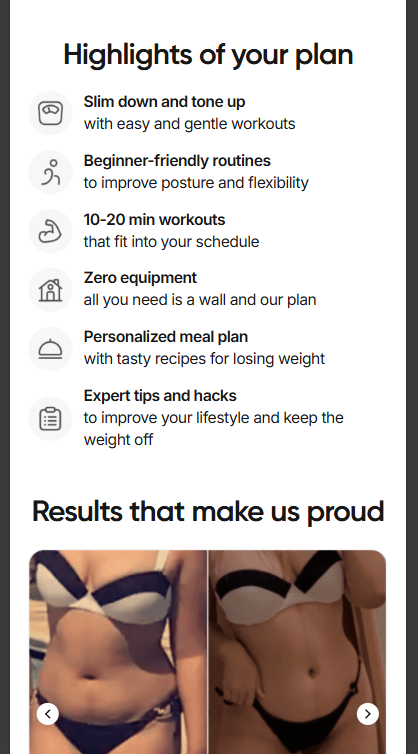 Highlights of your plan
Slim down and tone up
with easy and gentle workouts
Beginner-friendly routines
to improve posture and flexibility
10-20 min workouts
that fit into your schedule
Zero equipment
all you need is a wall and our plan
Personalized meal plan
with tasty recipes for losing weight
Expert tips and hacks
to improve your lifestyle and keep the
weight off
Results that make us proud